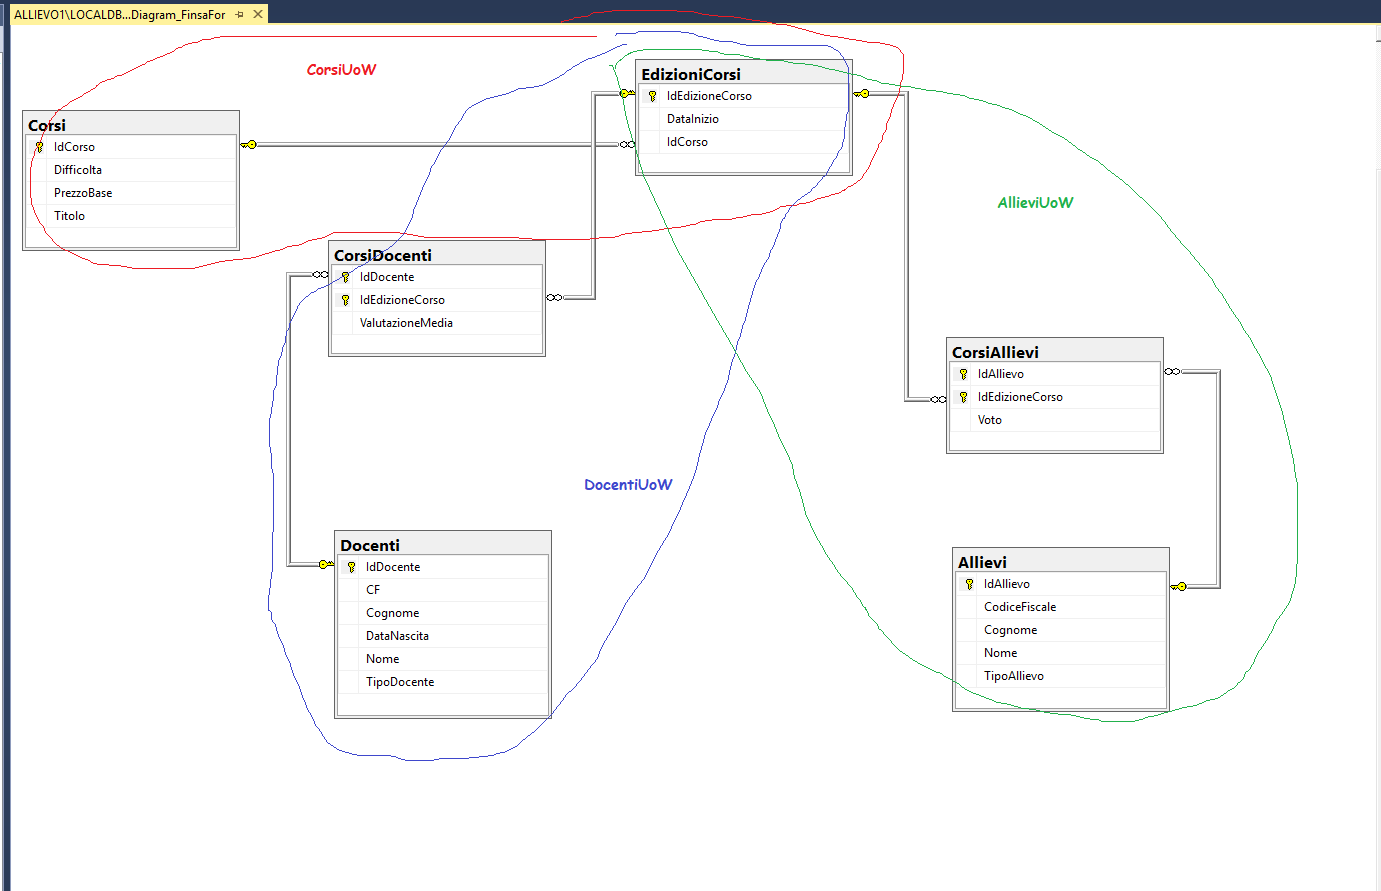 ALLIEVO1\LOCALDB...Diagram_FinsaFor
CorsiUoW
EdizioniCorsi
IdEdizioneCorso
DataInizio
IdCorso
Corsi
IdCorso
Difficolta
PrezzoBase
Titolo
AllieviUoW
CorsiDocenti
IdDocente
IdEdizioneCorso
ValutazioneMedia
CorsiAllievi
IdAllievo
IdEdizioneCorso
Voto
DocentiUoW
Docenti
IdDocente
CF
Cognome
DataNascita
Nome
TipoDocente
Allievi
IdAllievo
CodiceFiscale
Cognome
Nome
TipoAllievo